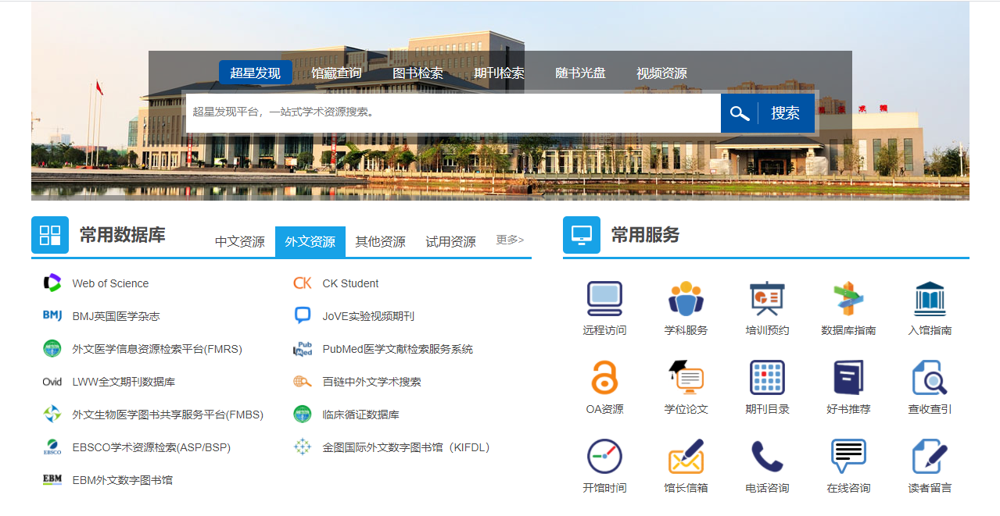 超星发现 馆藏查询 图书检索 期刊检索 随书光盘 视频资源
超星发现平台，一站式学术资源搜索。 搜索
常用数据库 中文资源 外文资源 其他资源 试用资源 更多>
Web of Science
CK CK Student
BMJ BMJ英国医学杂志
JoVE实验视频期刊
外文医学信息资源检索平台(FMRS)
PubMed PubMed医学文献检索服务系统
Ovid LWW全文期刊数据库
百链中外文学术搜索
外文生物医学图书共享服务平台(FMBS)
临床循证数据库
EBSCO EBSCO学术资源检索(ASP/BSP)
金图国际外文数字图书馆（KIFDL）
EBM EBM外文数字图书馆
常用服务
远程访问 学科服务 培训预约 数据库指南 入馆指南
OA资源 学位论文 期刊目录 好书推荐 查收查引
开馆时间 馆长信箱 电话咨询 在线咨询 读者留言